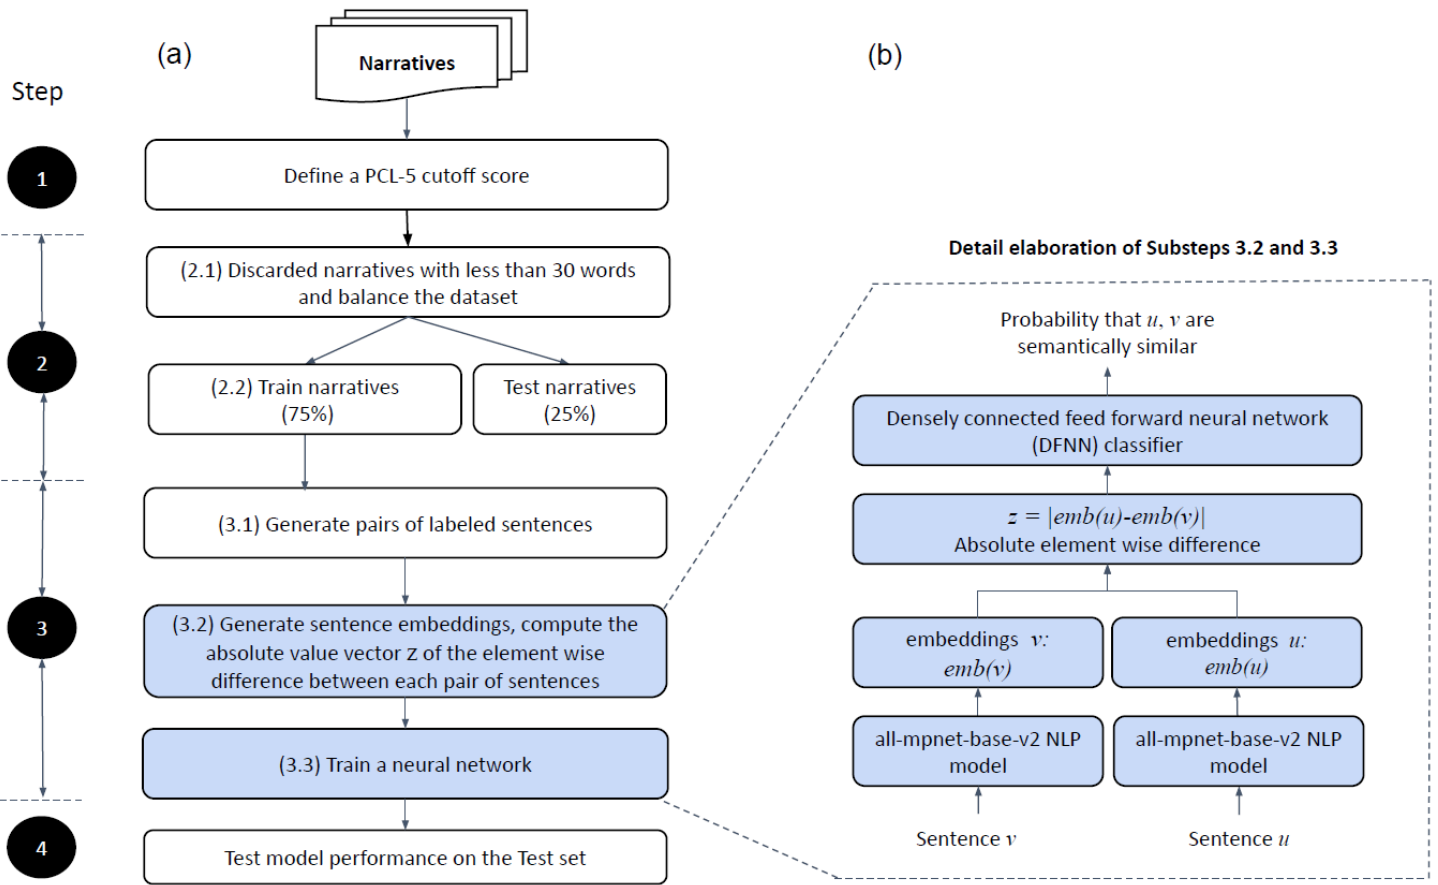 (a)
Narratives
Step
1
Define a PCL-5 cutoff score
(2.1) Discarded narratives with less than 30 words
and balance the dataset
2
(2.2) Train narratives
(75%)
Test narratives
(25%)
3
(3.1) Generate pairs of labeled sentences
(3.2) Generate sentence embeddings, compute the
absolute value vector z of the element wise
difference between each pair of sentences
(3.3) Train a neural network
4
Test model performance on the Test set
(b)
Detail elaboration of Substeps 3.2 and 3.3
Probability that u, v are
semantically similar
Densely connected feed forward neural network
(DFNN) classifier
z = |emb(u)-emb(v)|
Absolute element wise difference
embeddings v:
emb(v)
embeddings u:
emb(u)
all-mpnet-base-v2 NLP
model
all-mpnet-base-v2 NLP
model
Sentence v
Sentence u